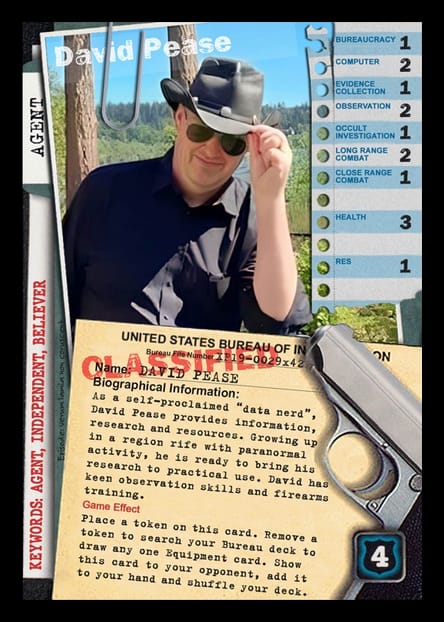 David Pease
AGENT
BUREAUCRACY 1
COMPUTER 2
EVIDENCE
COLLECTION 1
OBSERVATION 2
OCCULT
INVESTIGATION 1
LONG RANGE
COMBAT 2
CLOSE RANGE
COMBAT 1
HEALTH 3
RES 1
KEYWORDS: AGENT, INDEPENDENT, BELIEVER
UNITED STATES BUREAU OF IN ON
Bureau File Number XF19-0029x42
CLASSIFIED
Name: DAVID PEASE
Biographical Information:
As a self-proclaimed “data nerd”,
David Pease provides information,
research and resources. Growing up
in a region rife with paranormal
activity, he is ready to bring his
research to practical use. David has
keen observation skills and firearms
training.
Game Effect
Place a token on this card. Remove a
token to search your Bureau deck to
draw any one Equipment card. Show
this card to your opponent, add it
to your hand and shuffle your deck.
4